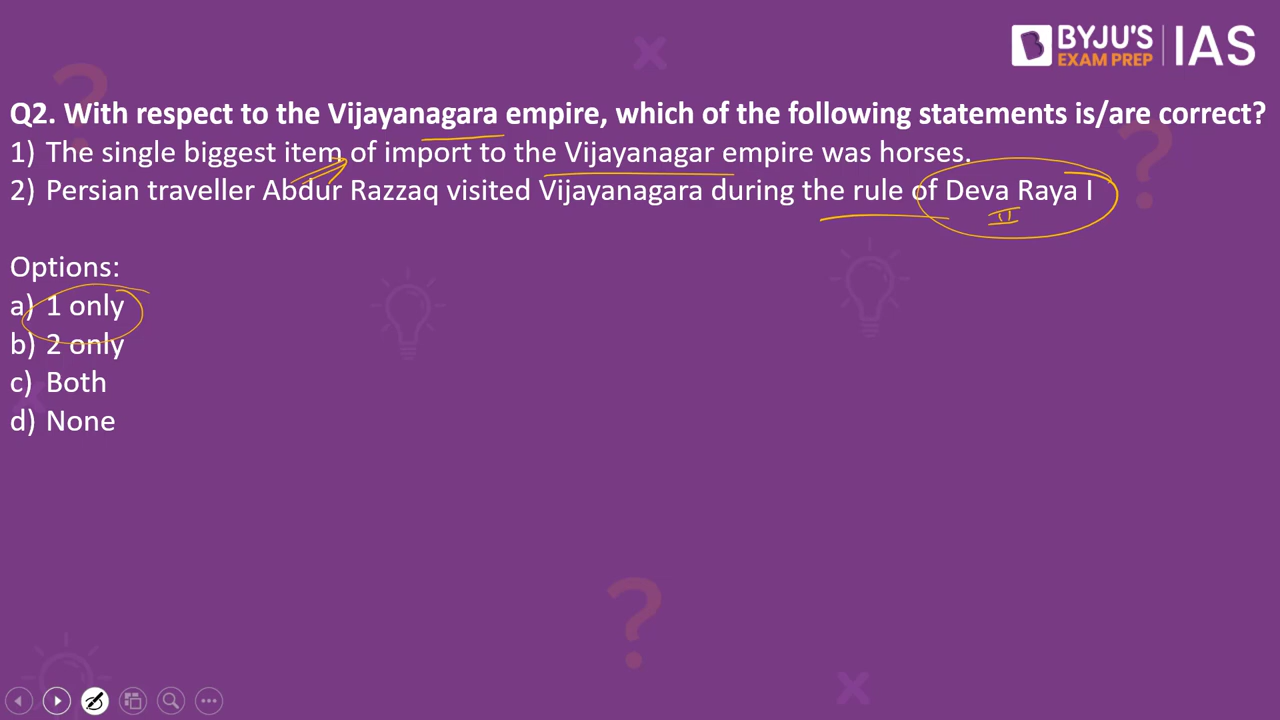 BYJU'S
EXAM PREP
IAS
Q2. With respect to the Vijayanagara empire, which of the following statements is/are correct?
1) The single biggest item of import to the Vijayanagar empire was horses.
2) Persian traveller Abdur Razzaq visited Vijayanagara during the rule of Deva Raya I
II
Options:
a) 1 only
b) 2 only
c) Both
d) None